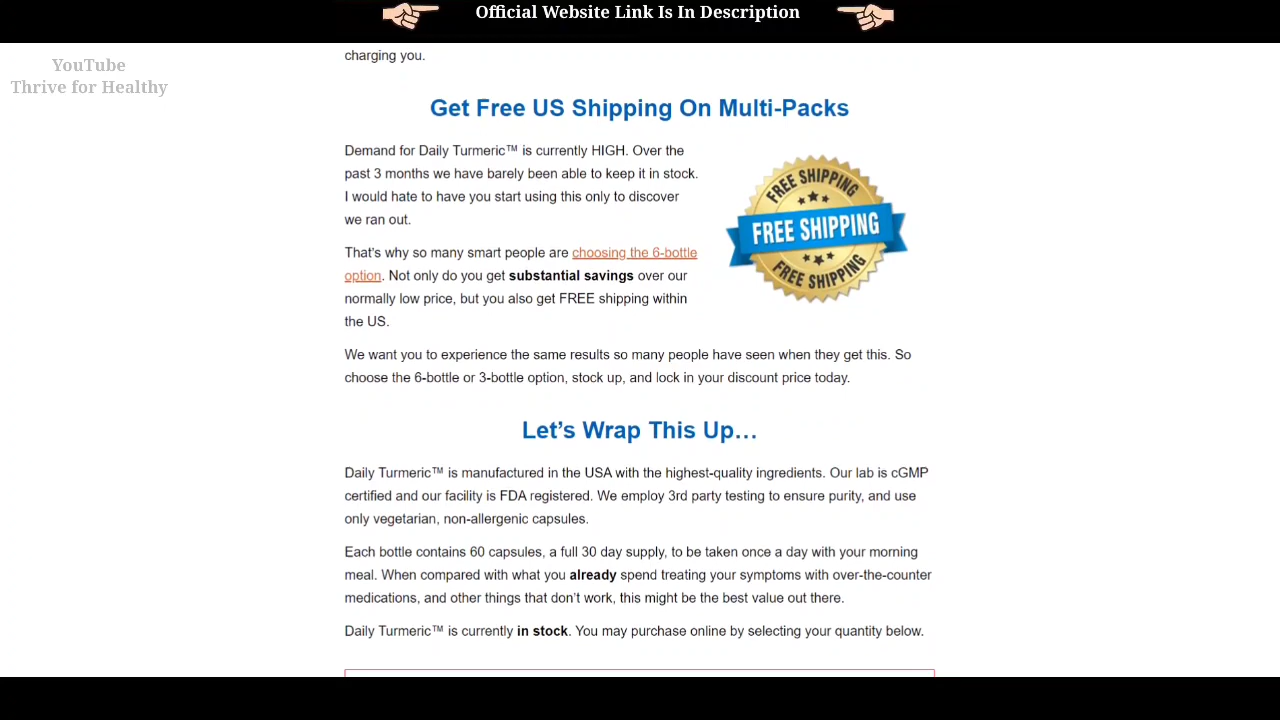 Official Website Link Is In Description
YouTube
Thrive for Healthy
charging you.
Get Free US Shipping On Multi-Packs
Demand for Daily Turmeric™ is currently HIGH. Over the
past 3 months we have barely been able to keep it in stock.
I would hate to have you start using this only to discover
we ran out.
FREE SHIPPING
FREE SHIPPING
FREE SHIPPING
That's why so many smart people are choosing the 6-bottle
option. Not only do you get substantial savings over our
normally low price, but you also get FREE shipping within
the US.
We want you to experience the same results so many people have seen when they get this. So
choose the 6-bottle or 3-bottle option, stock up, and lock in your discount price today.
Let's Wrap This Up…
Daily Turmeric™ is manufactured in the USA with the highest-quality ingredients. Our lab is cGMP
certified and our facility is FDA registered. We employ 3rd party testing to ensure purity, and use
only vegetarian, non-allergenic capsules.
Each bottle contains 60 capsules, a full 30 day supply, to be taken once a day with your morning
meal. When compared with what you already spend treating your symptoms with over-the-counter
medications, and other things that don't work, this might be the best value out there.
Daily Turmeric™ is currently in stock. You may purchase online by selecting your quantity below.